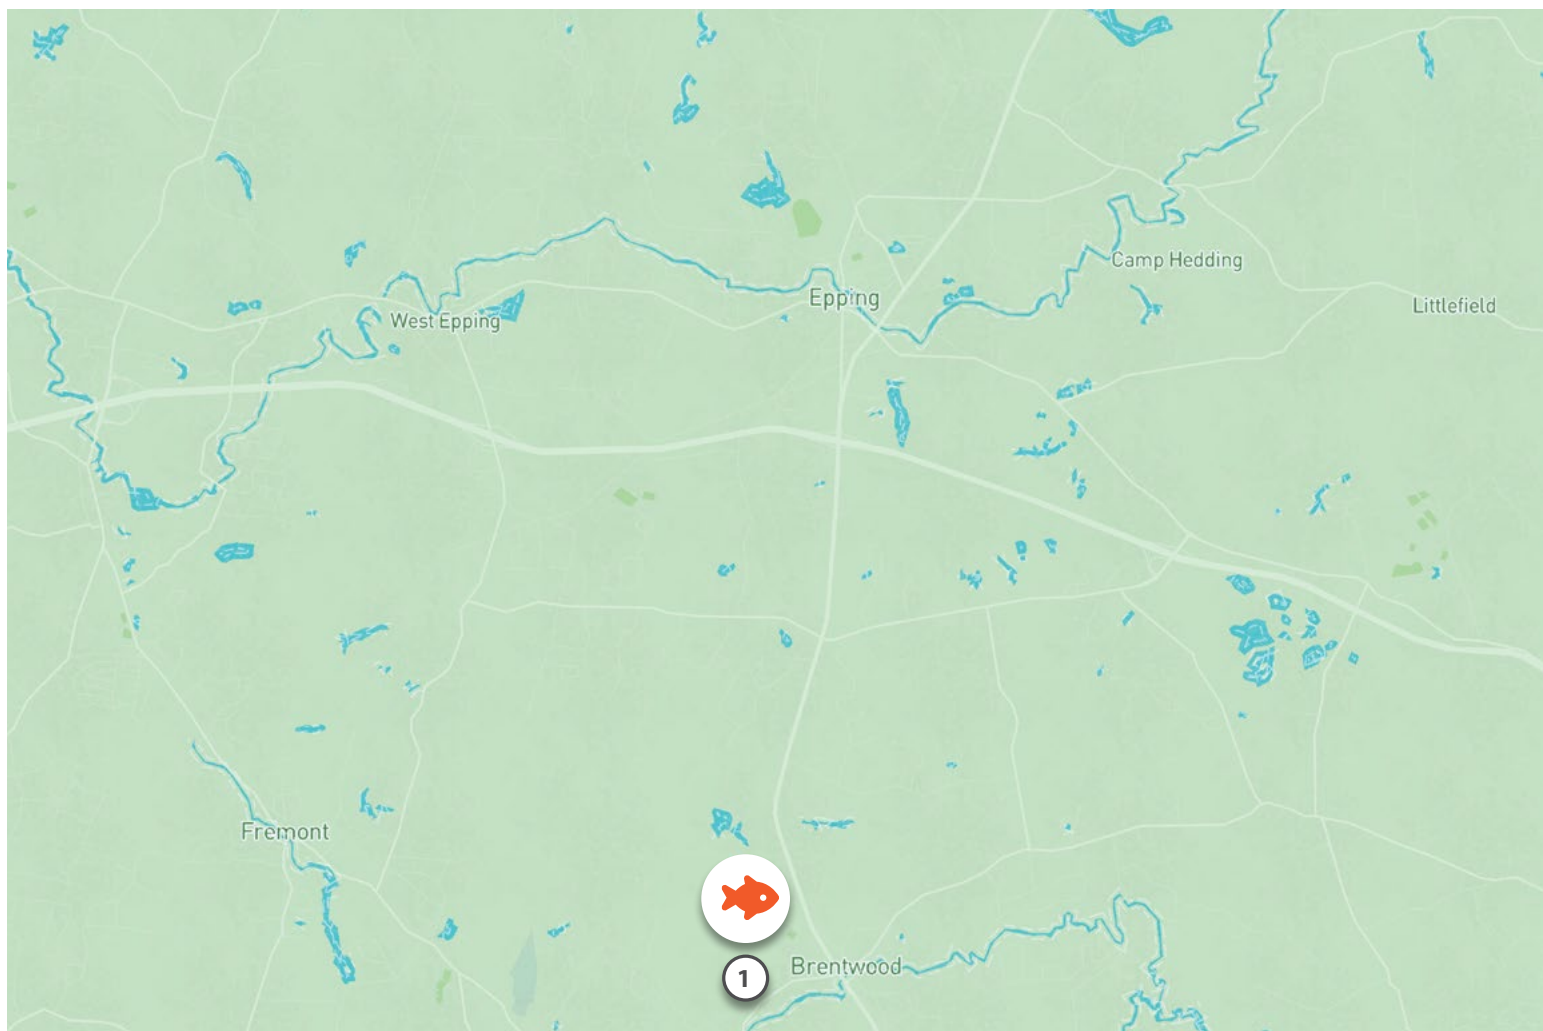 Camp Hedding
Epping
Littlefield
West Epping
Fremont
Brentwood
1